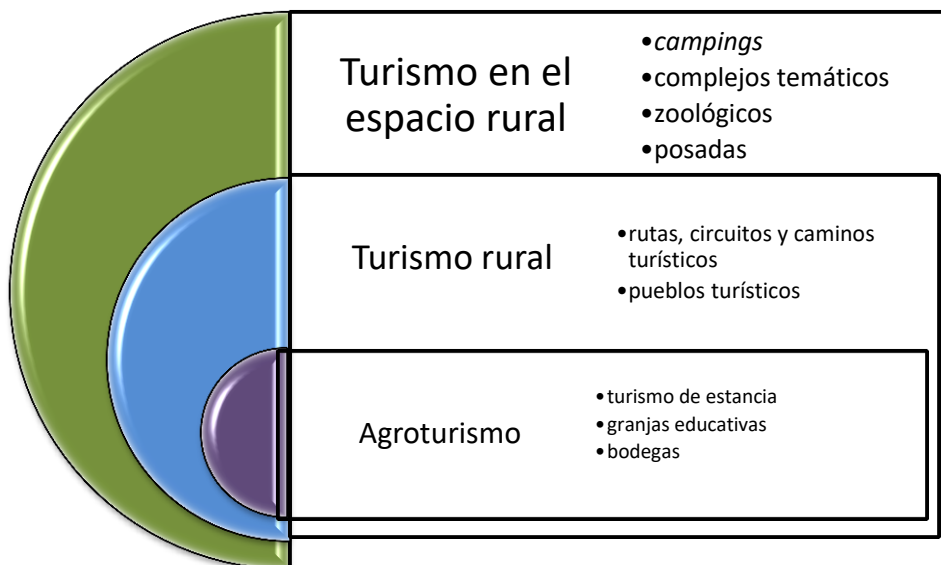 Turismo en el
espacio rural
•campings
•complejos temáticos
•zoológicos
•posadas
Turismo rural
•rutas, circuitos y caminos
turísticos
•pueblos turísticos
Agroturismo
•turismo de estancia
•granjas educativas
•bodegas